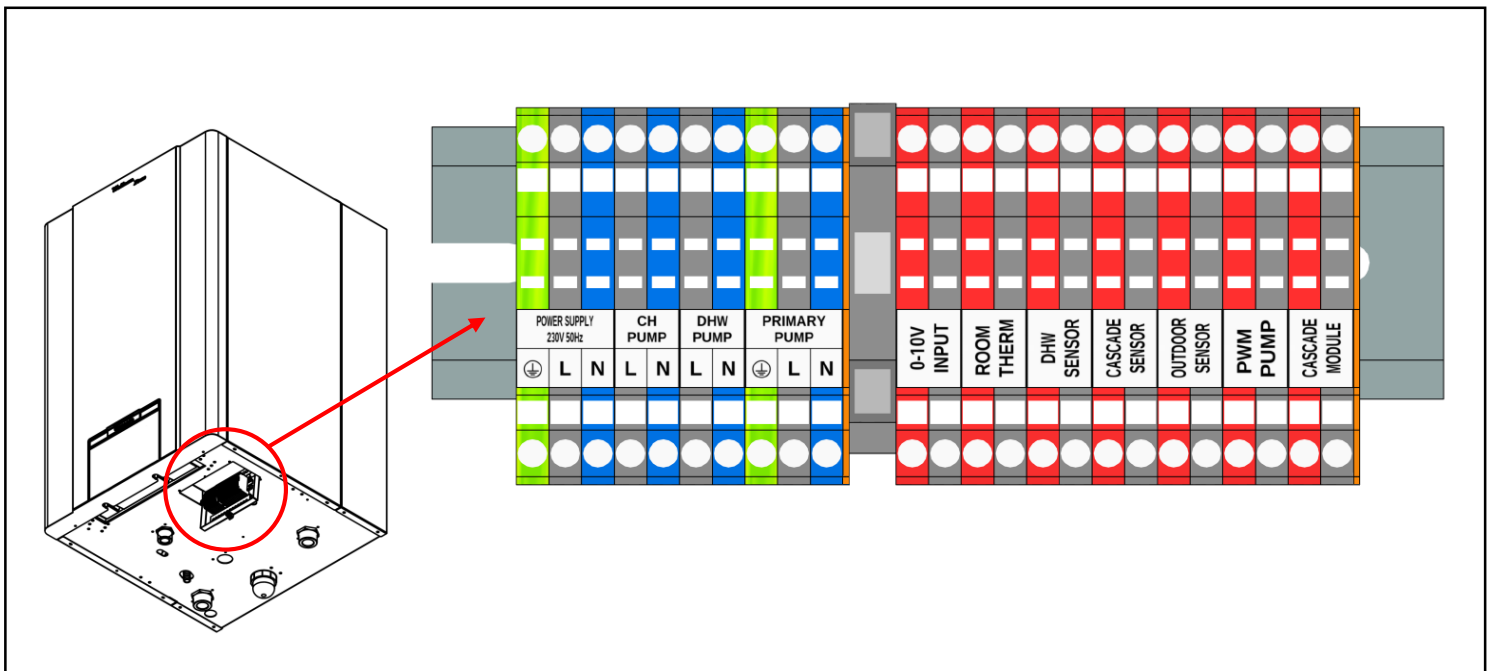 POWER SUPPLY
230V 50Hz
CH
PUMP
DHW
PUMP
PRIMARY
PUMP
L N L N L N L N
0-10V
INPUT
ROOM
THERM
DHW
SENSOR
CASCADE
SENSOR
OUTDOOR
SENSOR
PWM
PUMP
CASCADE
MODULE